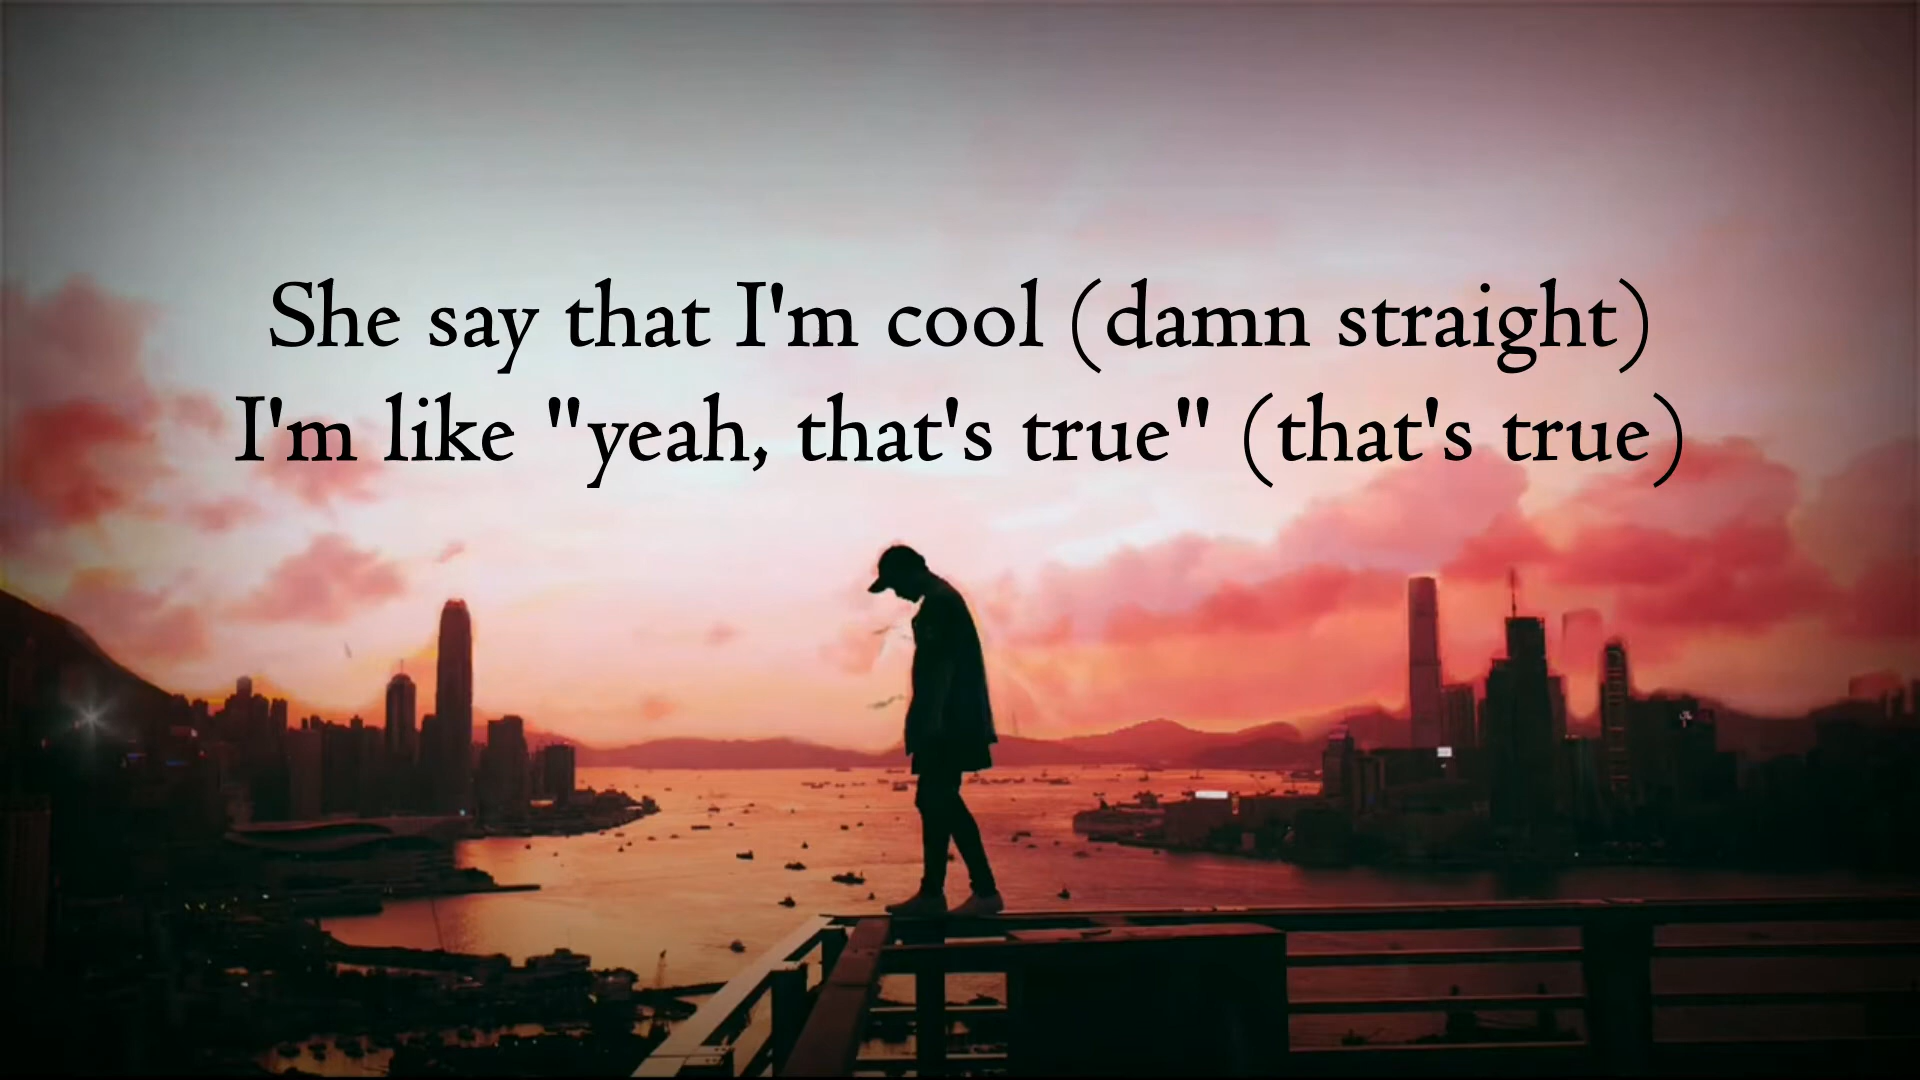 She say that I'm cool (damn straight)
I'm like "yeah, that's true" (that's true)